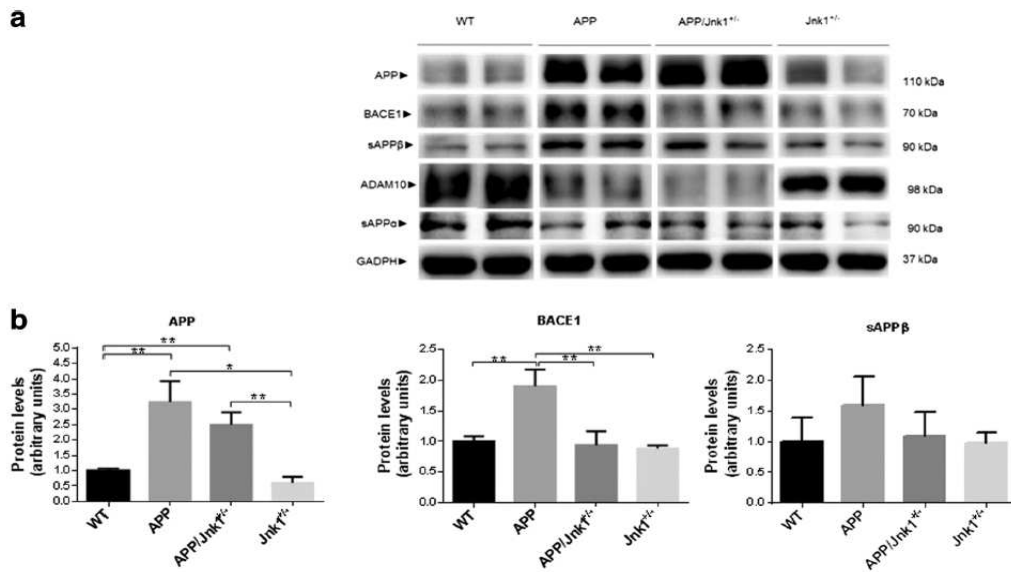 a
WT APP APP/Jnk1+/- Jnk1+/-
APP 110 kDa
BACE1 70 kDa
sAPPβ 90 kDa
ADAM10 98 kDa
sAPPα 90 kDa
GADPH 37 kDa
b
APP
Protein levels
(arbitrary units)
5.0
4.5
4.0
3.5
3.0
2.5
2.0
1.5
1.0
0.5
0.0
** ** * **
WT APP APP/Jnk1+/- Jnk1+/-
BACE1
Protein levels
(arbitrary units)
2.5
2.0
1.5
1.0
0.5
0.0
** ** **
WT APP APP/Jnk1+/- Jnk1+/-
sAPPβ
Protein levels
(arbitrary units)
2.5
2.0
1.5
1.0
0.5
0.0
WT APP APP/Jnk1+/- Jnk1+/-